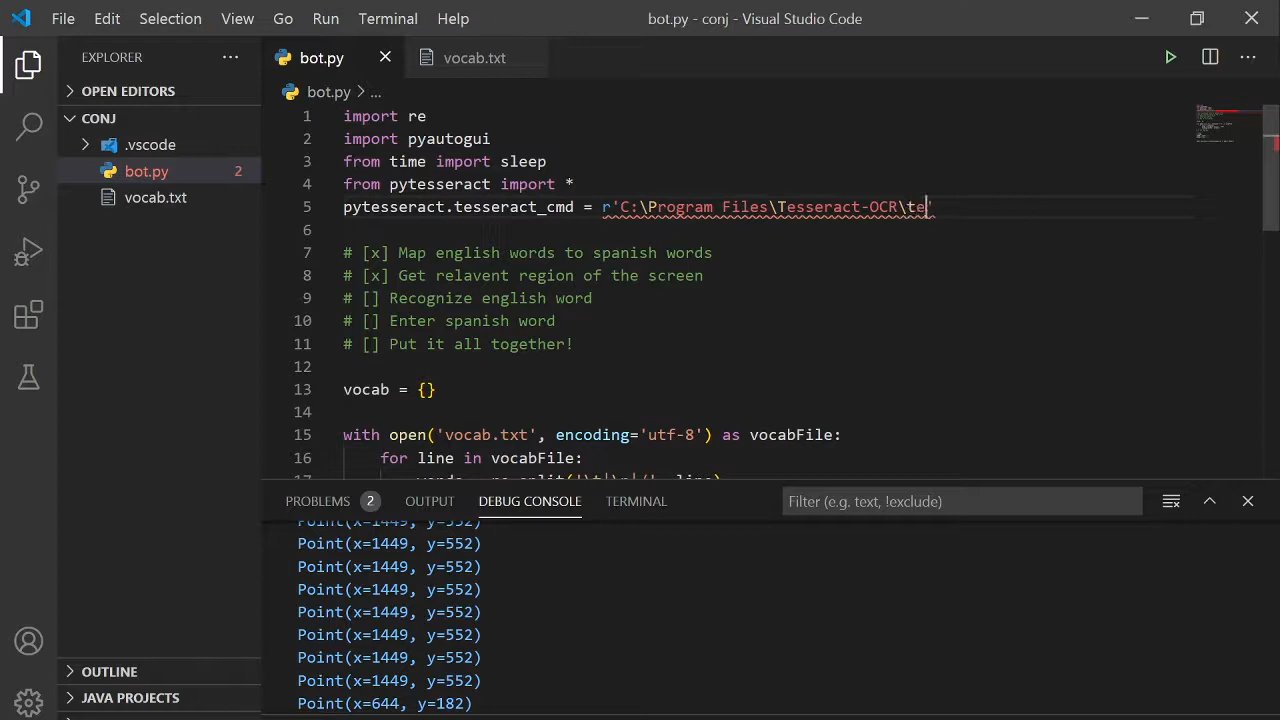 File Edit Selection View Go Run Terminal Help bot.py - conj - Visual Studio Code
EXPLORER
OPEN EDITORS
CONJ
.vscode
bot.py 2
vocab.txt
OUTLINE
JAVA PROJECTS
bot.py vocab.txt
bot.py > ...
1 import re
2 import pyautogui
3 from time import sleep
4 from pytesseract import *
5 pytesseract.tesseract_cmd = r'C:\Program Files\Tesseract-OCR\te'
6
7 # [x] Map english words to spanish words
8 # [x] Get relavent region of the screen
9 # [] Recognize english word
10 # [] Enter spanish word
11 # [] Put it all together!
12
13 vocab = {}
14
15 with open('vocab.txt', encoding='utf-8') as vocabFile:
16 for line in vocabFile:
PROBLEMS 2 OUTPUT DEBUG CONSOLE TERMINAL Filter (e.g. text, !exclude)
Point(x=1449, y=552)
Point(x=1449, y=552)
Point(x=1449, y=552)
Point(x=1449, y=552)
Point(x=1449, y=552)
Point(x=1449, y=552)
Point(x=1449, y=552)
Point(x=1449, y=552)
Point(x=644, y=182)